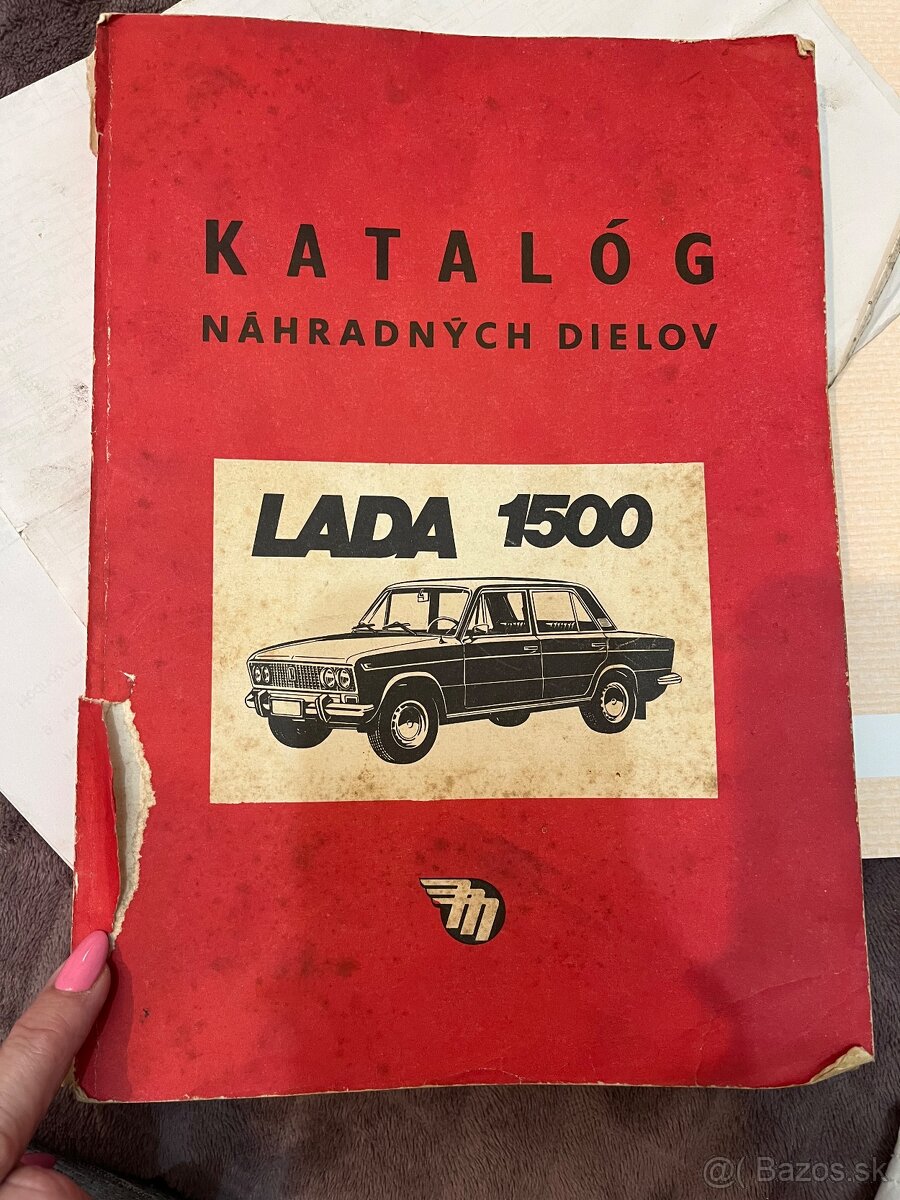 KATALÓG
NÁHRADNÝCH DIELOV
LADA 1500
@( Bazos.sk